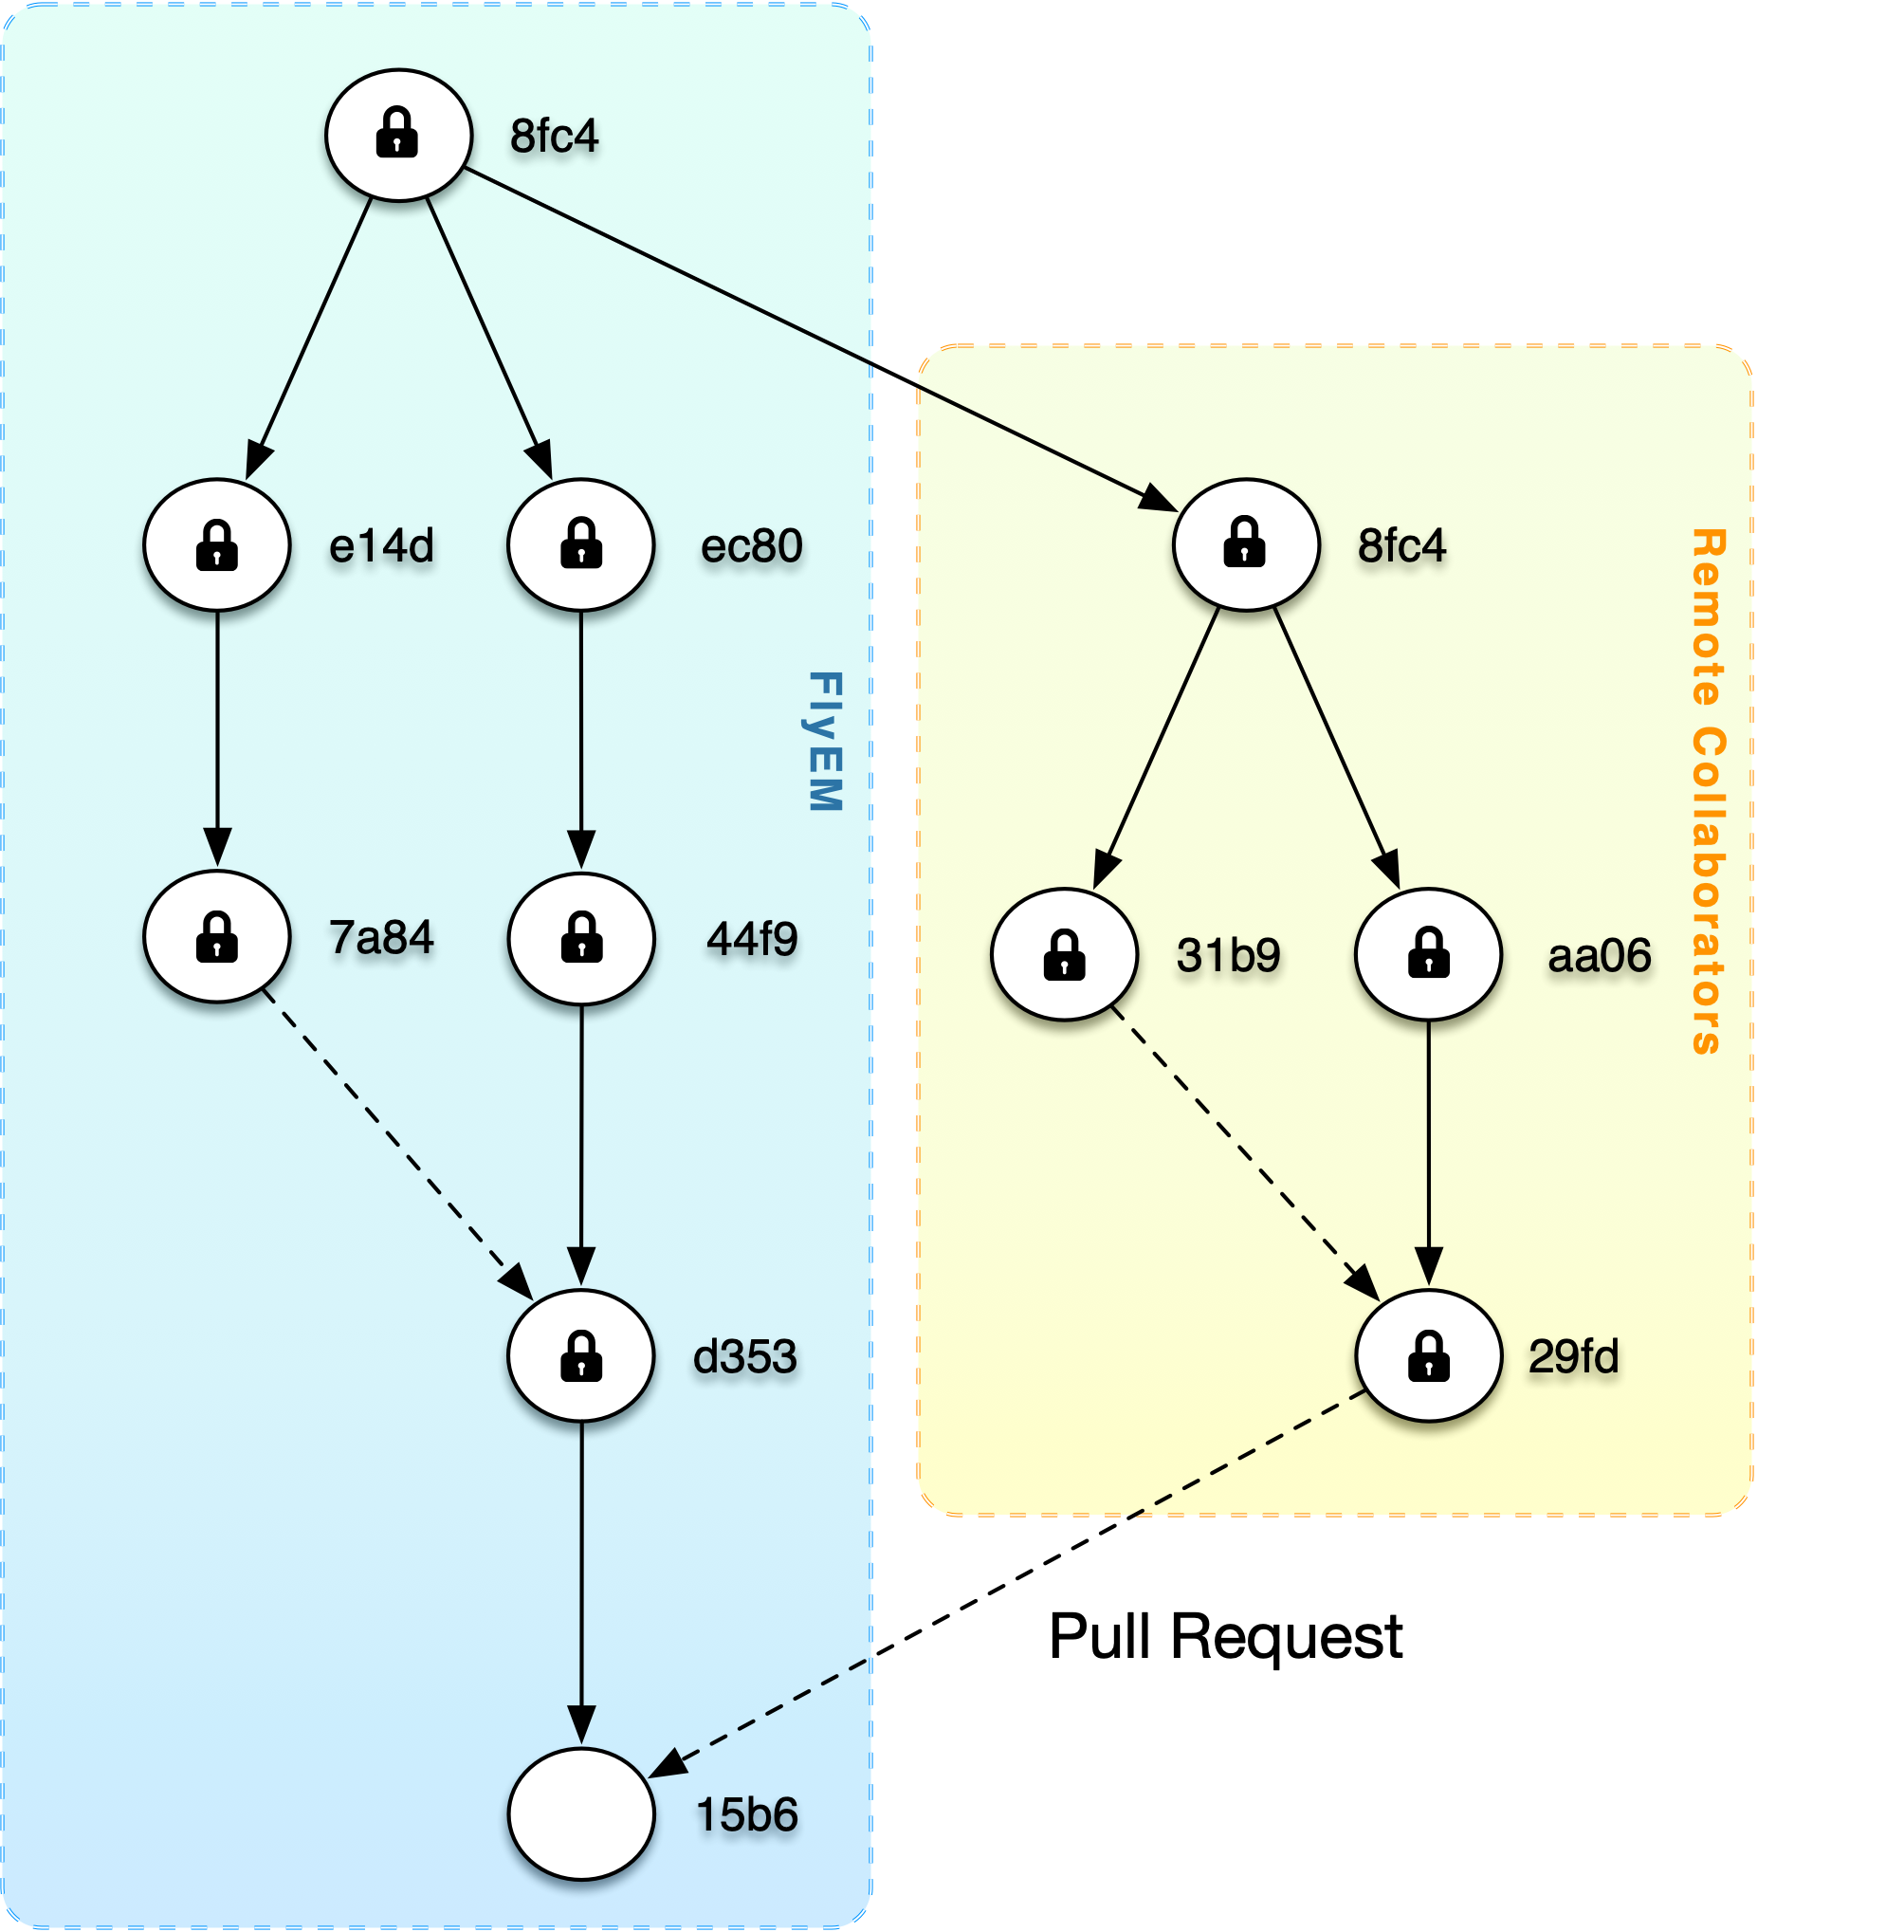 8fc4
e14d
ec80
8fc4
FlyEM
Remote Collaborators
7a84
44f9
31b9
aa06
d353
29fd
Pull Request
15b6